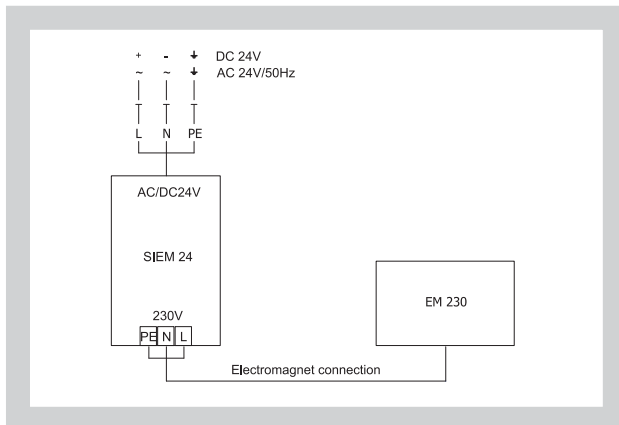 + - ⏚ DC 24V
~ ~ ⏚ AC 24V/50Hz
L N PE
AC/DC24V
SIEM 24
230V
PE N L
EM 230
Electromagnet connection